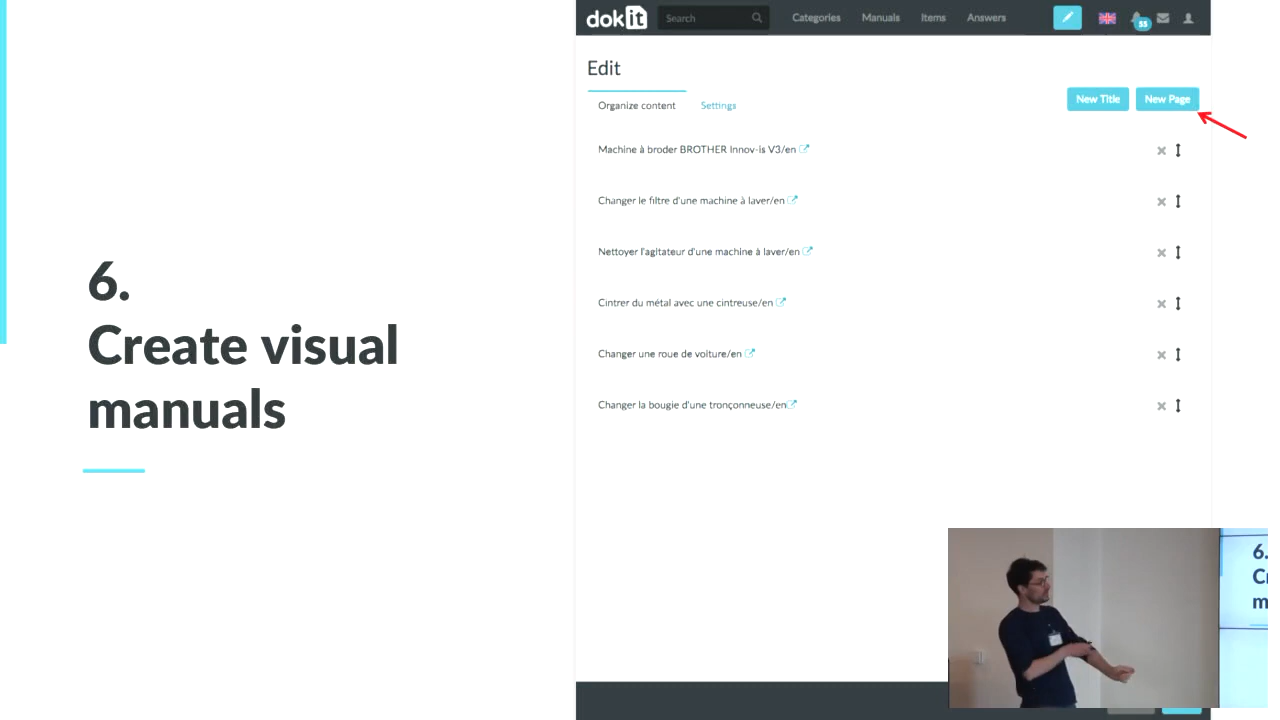 6.
Create visual
manuals
dokit
Search
Categories
Manuals
Items
Answers
55
Edit
Organize content
Settings
New Title
New Page
Machine à broder BROTHER Innov-is V3/en
Changer le filtre d'une machine à laver/en
Nettoyer l'agitateur d'une machine à laver/en
Cintrer du métal avec une cintreuse/en
Changer une roue de voiture/en
Changer la bougie d'une tronçonneuse/en
6.
C
m